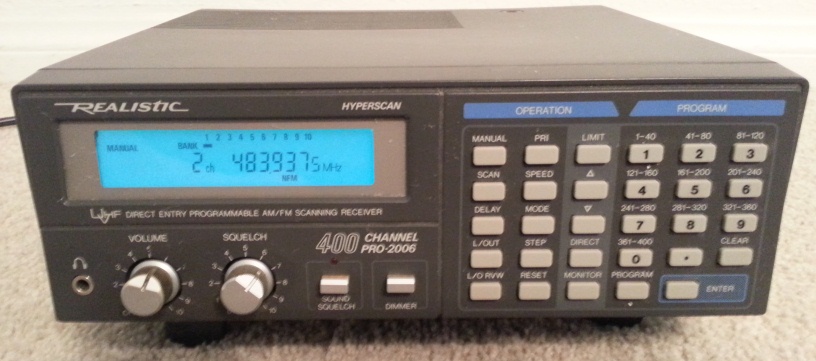 REALISTIC
HYPERSCAN
1 2 3 4 5 6 7 8 9 10
MANUAL BANK
2 ch 483.9375 MHz
NFM
DIRECT ENTRY PROGRAMMABLE AM/FM SCANNING RECEIVER
VOLUME SQUELCH
400 CHANNEL
PRO-2006
SOUND
SQUELCH
DIMMER
OPERATION PROGRAM
MANUAL PRI LIMIT 1-40 41-80 81-120
1 2 3
SCAN SPEED △ 121-160 161-200 201-240
4 5 6
DELAY MODE ▽ 241-280 281-320 321-360
7 8 9
L/OUT STEP DIRECT 361-400 CLEAR
0 .
L/O RVW RESET MONITOR PROGRAM
ENTER